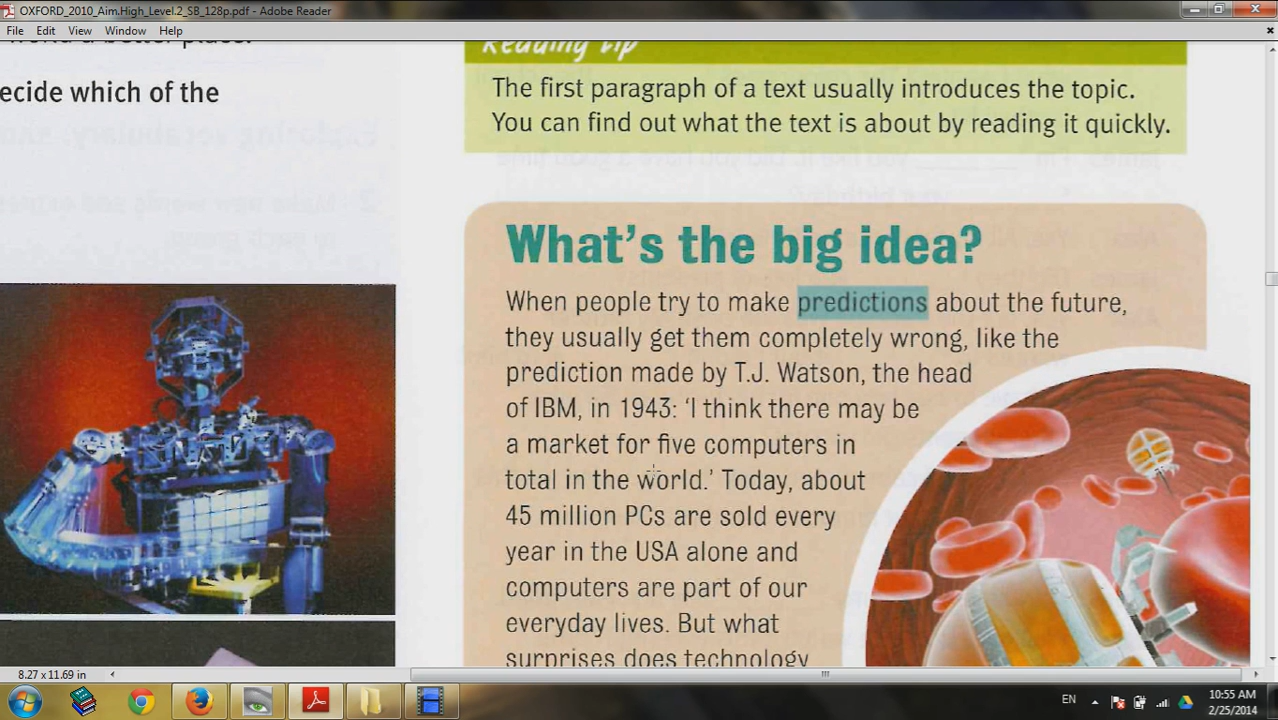 OXFORD_2010_Aim.High_Level.2_SB_128p.pdf - Adobe Reader
File Edit View Window Help
world a better place.
ecide which of the
Reading tip
The first paragraph of a text usually introduces the topic.
You can find out what the text is about by reading it quickly.
What's the big idea?
When people try to make predictions about the future,
they usually get them completely wrong, like the
prediction made by T.J. Watson, the head
of IBM, in 1943: 'I think there may be
a market for five computers in
total in the world.' Today, about
45 million PCs are sold every
year in the USA alone and
computers are part of our
everyday lives. But what
surprises does technology
8.27 x 11.69 in
EN
10:55 AM
2/25/2014